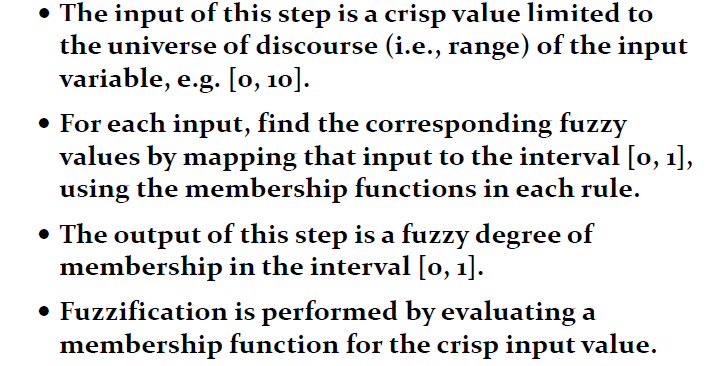 • The input of this step is a crisp value limited to
the universe of discourse (i.e., range) of the input
variable, e.g. [0, 10].
• For each input, find the corresponding fuzzy
values by mapping that input to the interval [0, 1],
using the membership functions in each rule.
• The output of this step is a fuzzy degree of
membership in the interval [0, 1].
• Fuzzification is performed by evaluating a
membership function for the crisp input value.